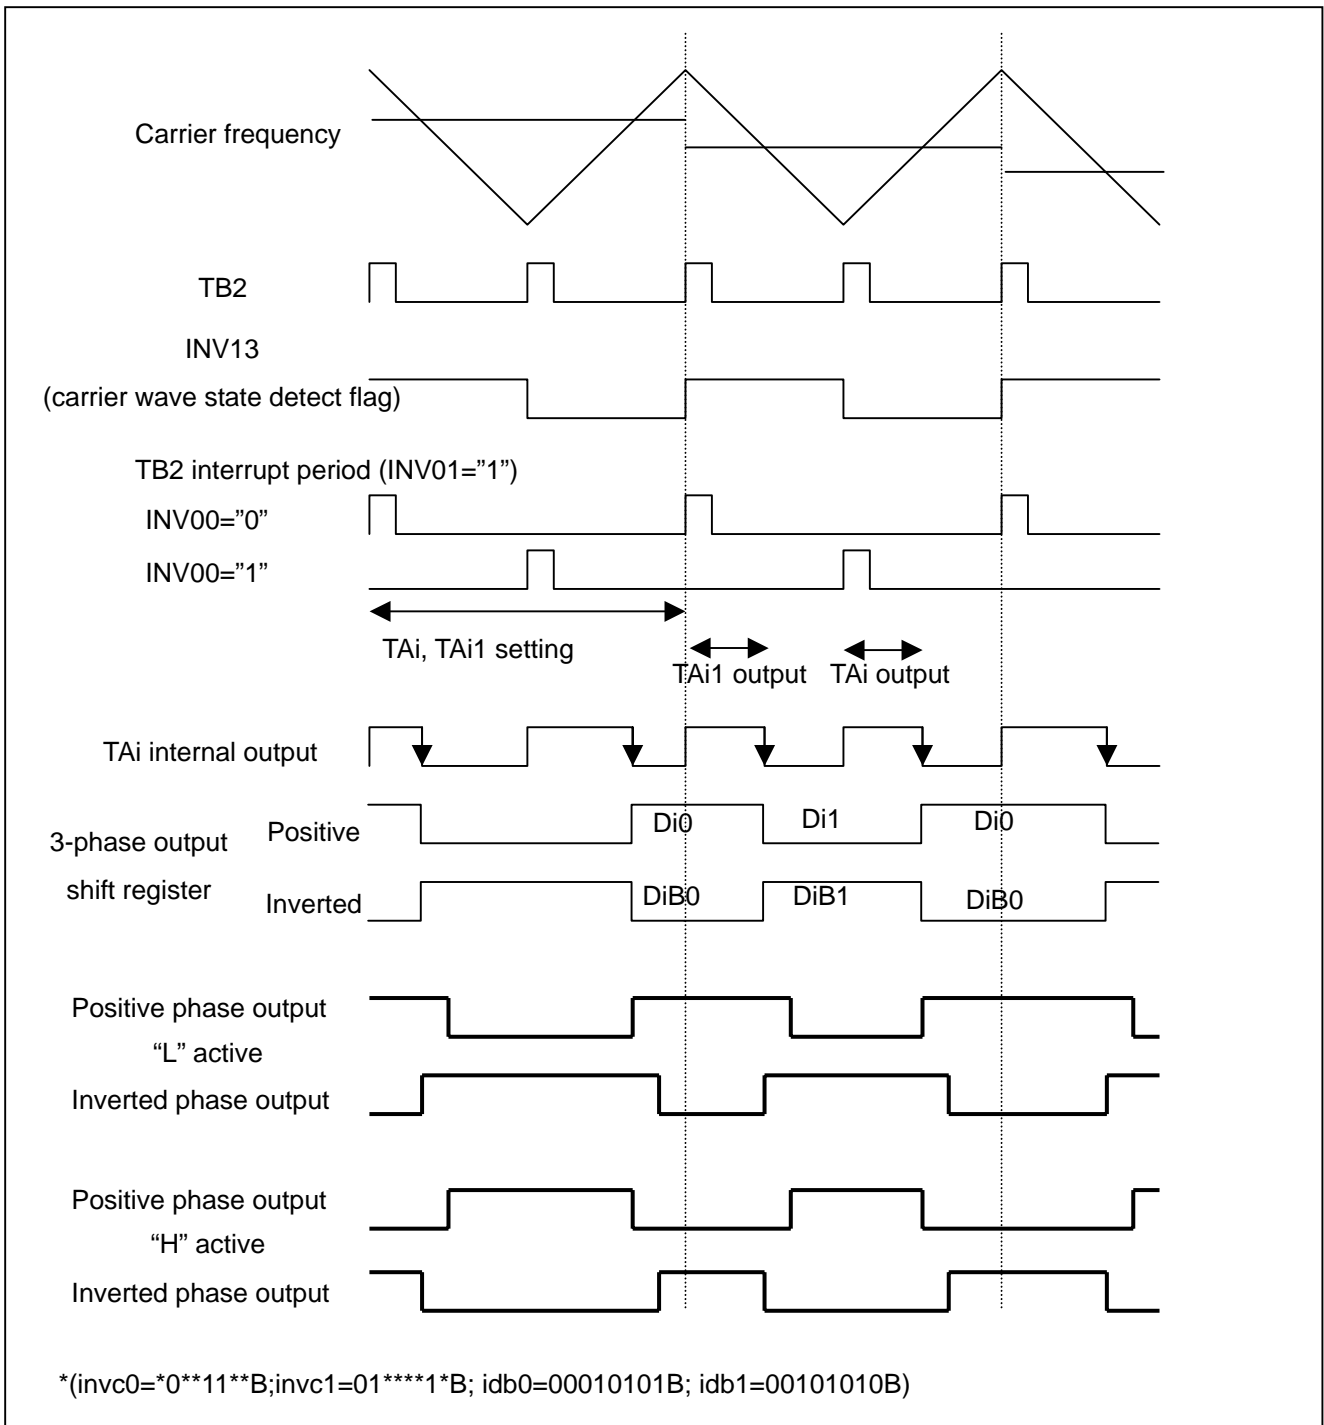 Carrier frequency
TB2
INV13
(carrier wave state detect flag)
TB2 interrupt period (INV01=”1”)
INV00=”0”
INV00=”1”
TAi, TAi1 setting
TAi1 output
TAi output
TAi internal output
3-phase output
shift register
Positive
Di0
Di1
Di0
Inverted
DiB0
DiB1
DiB0
Positive phase output
“L” active
Inverted phase output
Positive phase output
“H” active
Inverted phase output
*(invc0=*0**11**B;invc1=01****1*B; idb0=00010101B; idb1=00101010B)